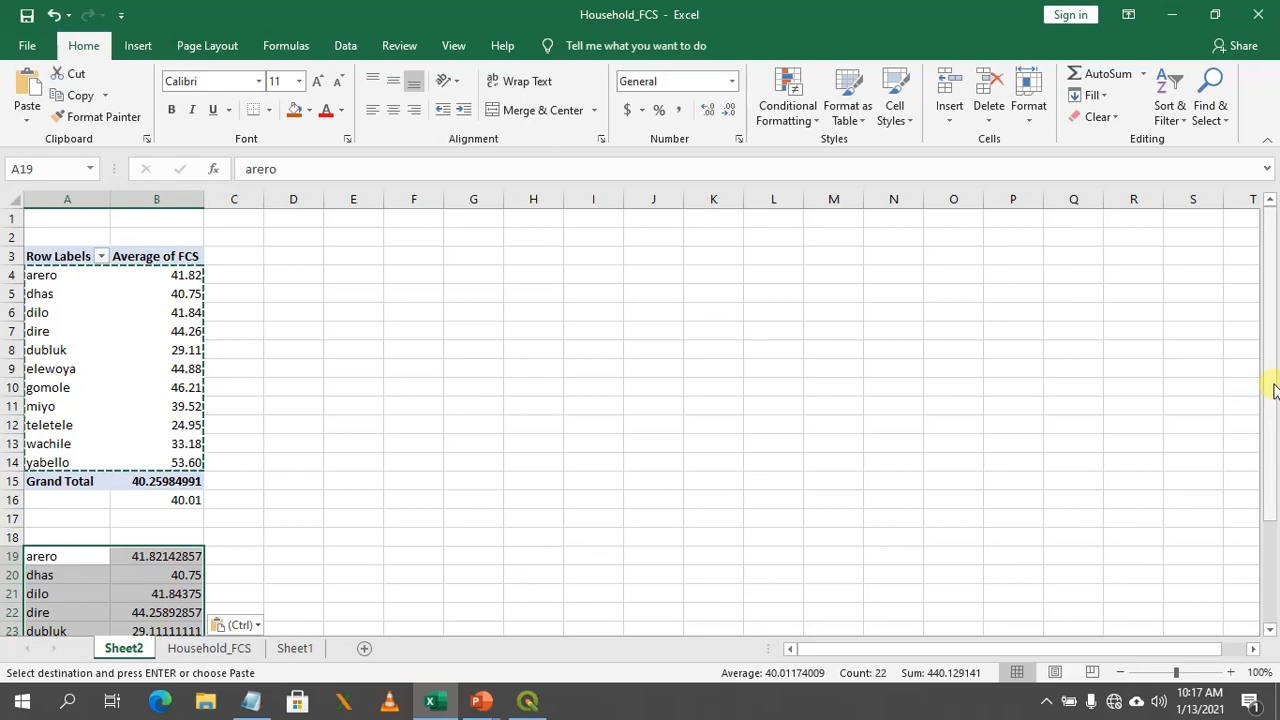 Household_FCS - Excel
Sign in
File Home Insert Page Layout Formulas Data Review View Help Tell me what you want to do Share
Paste Cut Copy Format Painter Clipboard
Calibri 11 B I U Font
Wrap Text Merge & Center Alignment
General $ % , Number
Conditional Formatting Format as Table Cell Styles Styles
Insert Delete Format Cells
AutoSum Fill Clear Sort & Filter Find & Select Editing
A19 fx arero
A B C D E F G H I J K L M N O P Q R S T
1
2
3 Row Labels Average of FCS
4 arero 41.82
5 dhas 40.75
6 dilo 41.84
7 dire 44.26
8 dubluk 29.11
9 elewoya 44.88
10 gomole 46.21
11 miyo 39.52
12 teletele 24.95
13 wachile 33.18
14 yabello 53.60
15 Grand Total 40.25984991
16 40.01
17
18
19 arero 41.82142857
20 dhas 40.75
21 dilo 41.84375
22 dire 44.25892857
23 dubluk 29.11111111
(Ctrl)
Sheet2 Household_FCS Sheet1
Select destination and press ENTER or choose Paste Average: 40.01174009 Count: 22 Sum: 440.129141 100%
10:17 AM
1/13/2021
1